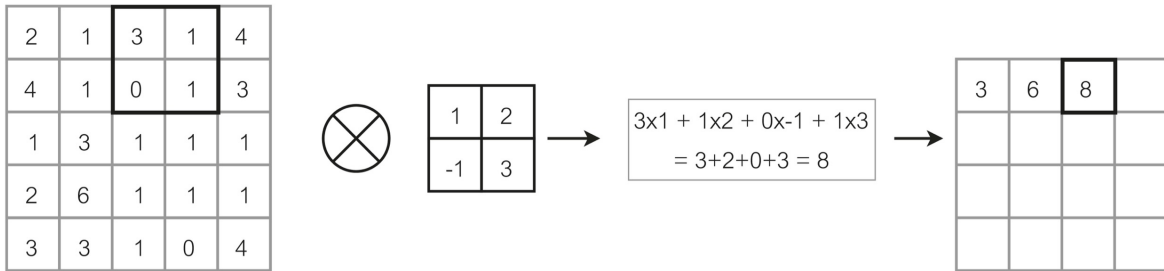 2 1 3 1 4
4 1 0 1 3
1 3 1 1 1
2 6 1 1 1
3 3 1 0 4
1 2
-1 3
3x1 + 1x2 + 0x-1 + 1x3
= 3+2+0+3 = 8
3 6 8